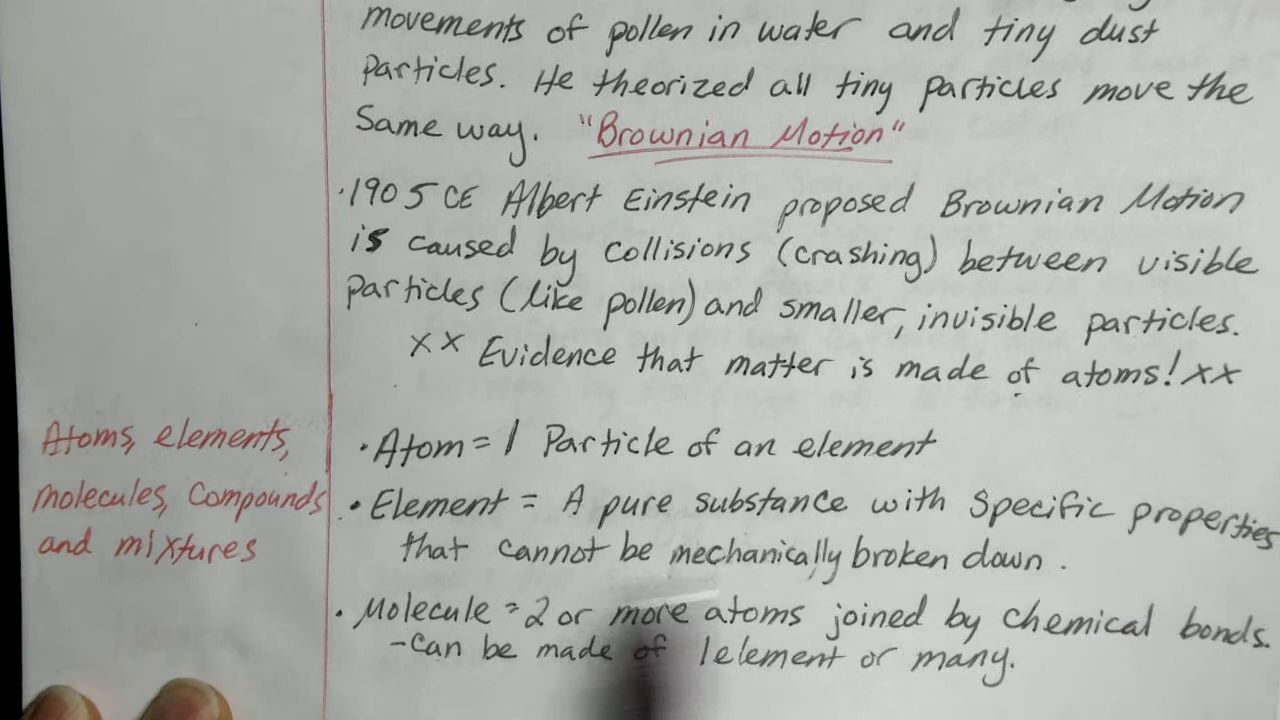 movements of pollen in water and tiny dust
particles. He theorized all tiny particles move the
same way. "Brownian Motion"
·1905 CE Albert Einstein proposed Brownian Motion
is caused by collisions (crashing) between visible
particles (like pollen) and smaller, invisible particles.
xx Evidence that matter is made of atoms! xx
Atoms, elements,
molecules, compounds
and mixtures
·Atom = 1 Particle of an element
·Element = A pure substance with specific properties
that cannot be mechanically broken down.
·Molecule = 2 or more atoms joined by chemical bonds.
-can be made of 1 element or many.